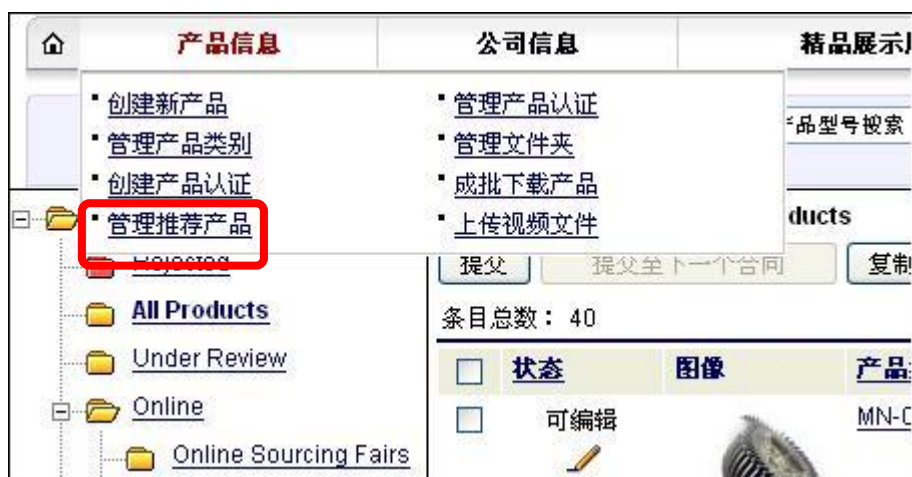 产品信息 公司信息 精品展示
创建新产品 管理产品认证
管理产品类别 管理文件夹
创建产品认证 成批下载产品
管理推荐产品 上传视频文件
品型号搜索
ducts
Rejected
提交 提交至下一个合同 复制
All Products
条目总数： 40
Under Review
状态 图像 产品
Online
可编辑 MN-
Online Sourcing Fairs